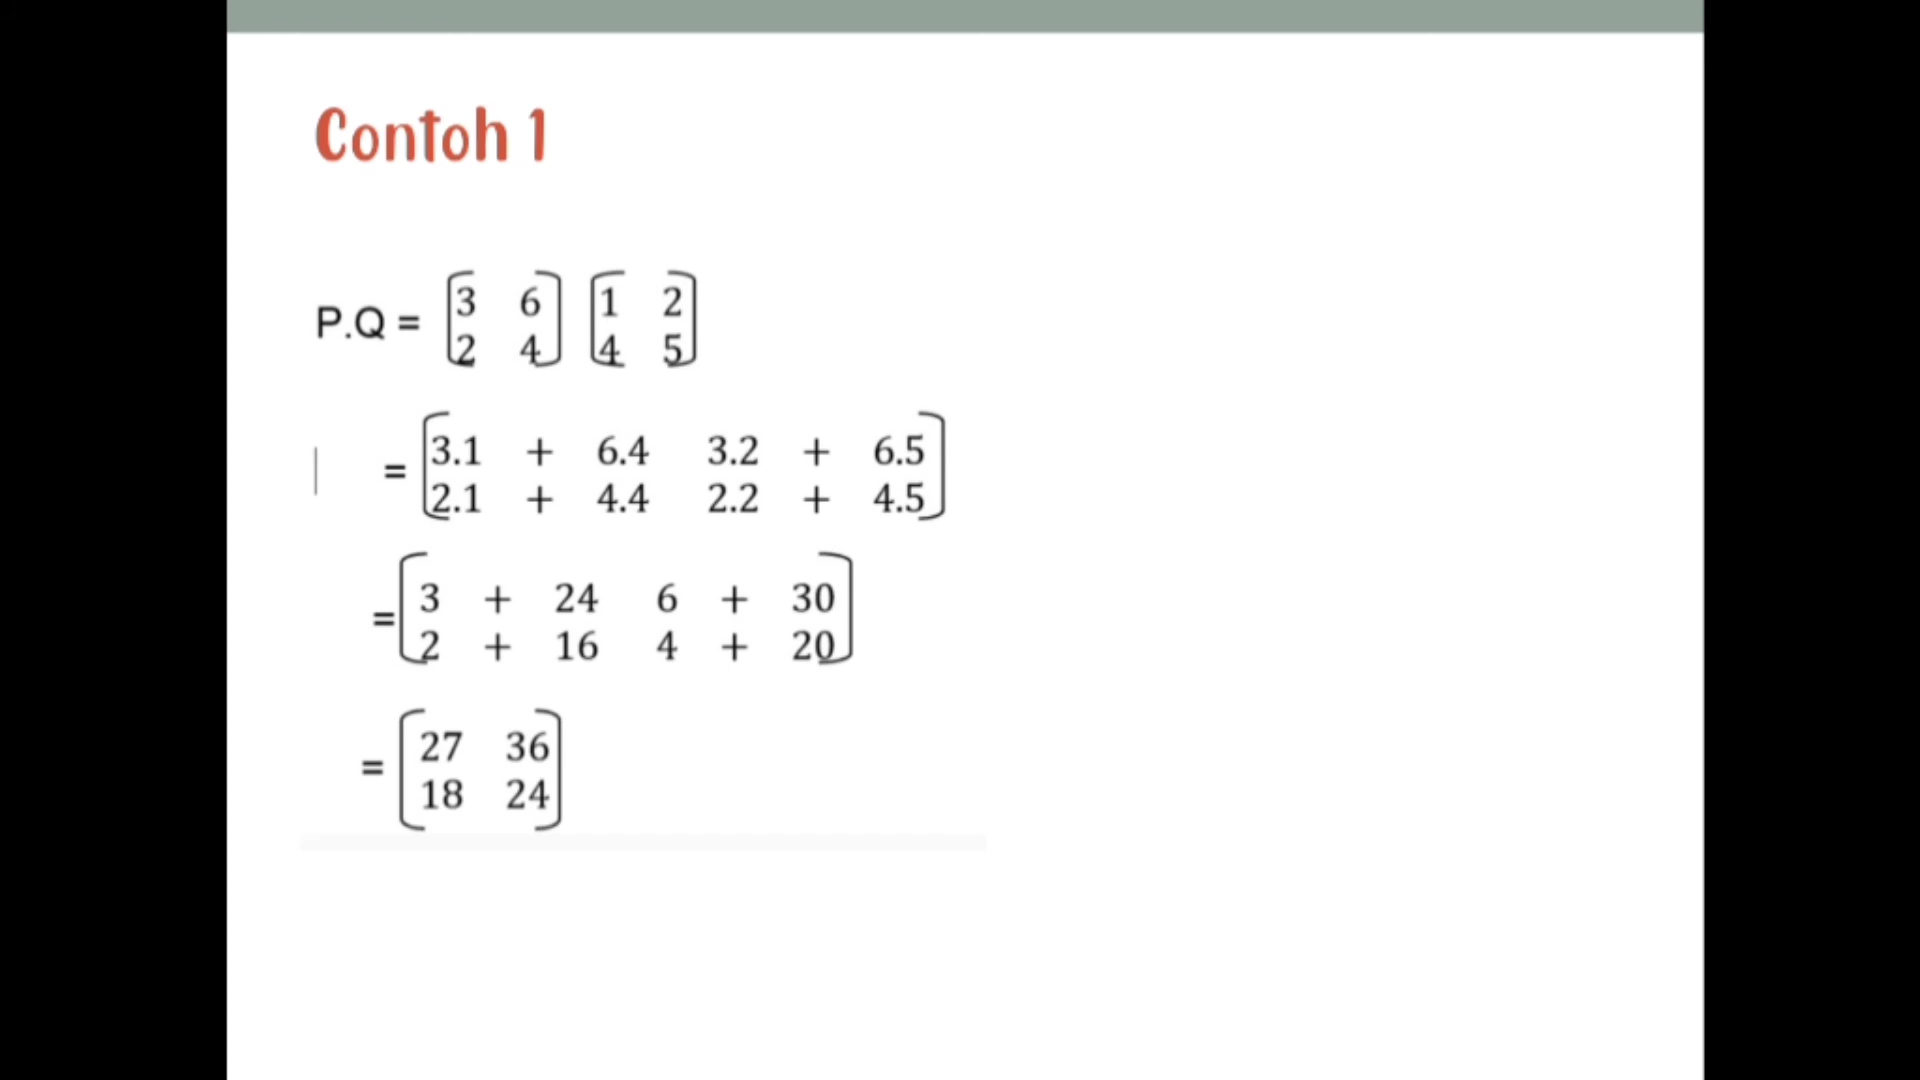 Contoh 1
P.Q = [3 6] [1 2]
[2 4] [4 5]
= [3.1 + 6.4 3.2 + 6.5]
[2.1 + 4.4 2.2 + 4.5]
= [3 + 24 6 + 30]
[2 + 16 4 + 20]
= [27 36]
[18 24]